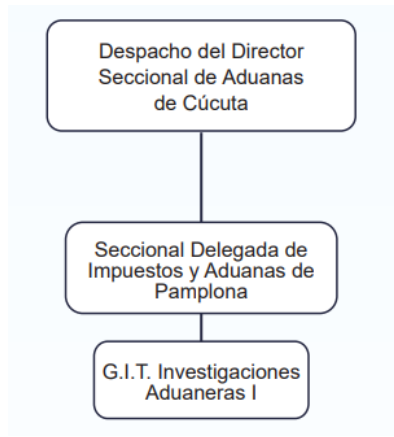 Despacho del Director
Seccional de Aduanas
de Cúcuta
Seccional Delegada de
Impuestos y Aduanas de
Pamplona
G.I.T. Investigaciones
Aduaneras I